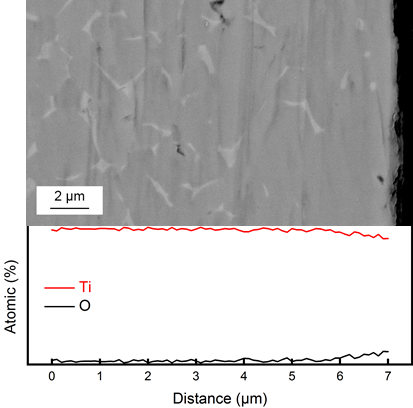 2 µm
Atomic (%)
Ti
O
0 1 2 3 4 5 6 7
Distance (µm)